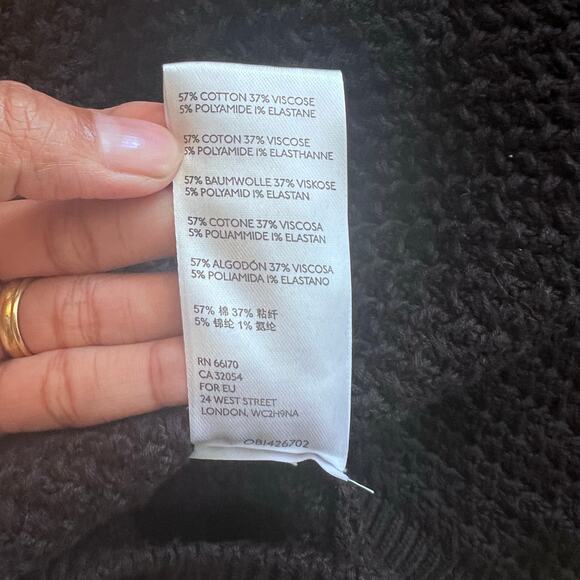 57% COTTON 37% VISCOSE
5% POLYAMIDE 1% ELASTANE
57% COTON 37% VISCOSE
5% POLYAMIDE 1% ELASTHANNE
57% BAUMWOLLE 37% VISKOSE
5% POLYAMID 1% ELASTAN
57% COTONE 37% VISCOSA
5% POLIAMMIDE 1% ELASTAN
57% ALGODÓN 37% VISCOSA
5% POLIAMIDA 1% ELASTANO
57% 棉 37% 粘纤
5% 锦纶 1% 氨纶
RN 66170
CA 32054
FOR EU
24 WEST STREET
LONDON, WC2H9NA
OB1426702